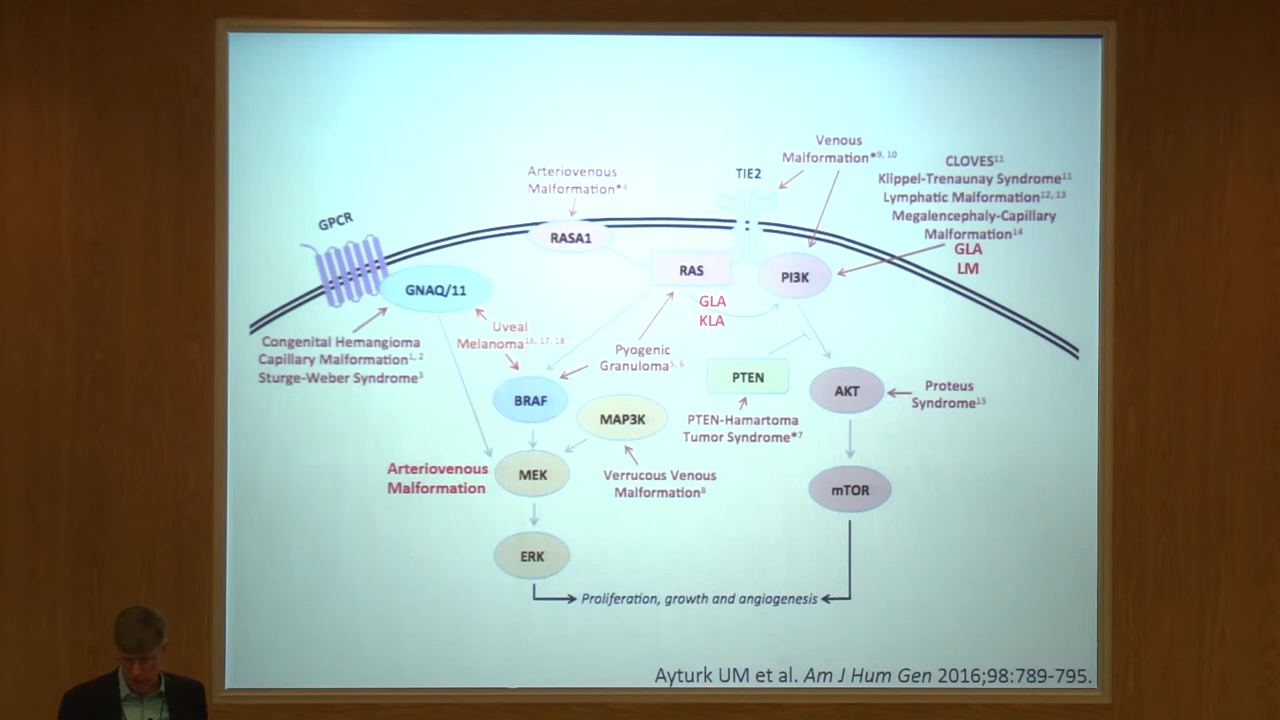 Venous
Malformation*9, 10
CLOVES11
Klippel-Trenaunay Syndrome11
Lymphatic Malformation12, 13
Megalencephaly-Capillary
Malformation14
GLA
LM
Arteriovenous
Malformation*4
TIE2
GPCR
RASA1
RAS
PI3K
GNAQ/11
GLA
KLA
Congenital Hemangioma
Capillary Malformation1, 2
Sturge-Weber Syndrome3
Uveal
Melanoma16, 17, 18
Pyogenic
Granuloma5, 6
PTEN
AKT
Proteus
Syndrome15
BRAF
MAP3K
PTEN-Hamartoma
Tumor Syndrome*7
Arteriovenous
Malformation
MEK
Verrucous Venous
Malformation8
mTOR
ERK
Proliferation, growth and angiogenesis
Ayturk UM et al. Am J Hum Gen 2016;98:789-795.